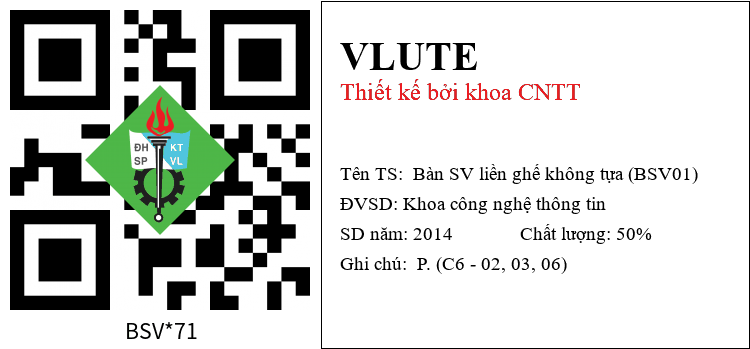 ĐH KT
SP VL
BSV*71
VLUTE
Thiết kế bởi khoa CNTT
Tên TS: Bàn SV liền ghế không tựa (BSV01)
ĐVSD: Khoa công nghệ thông tin
SD năm: 2014 Chất lượng: 50%
Ghi chú: P. (C6 - 02, 03, 06)